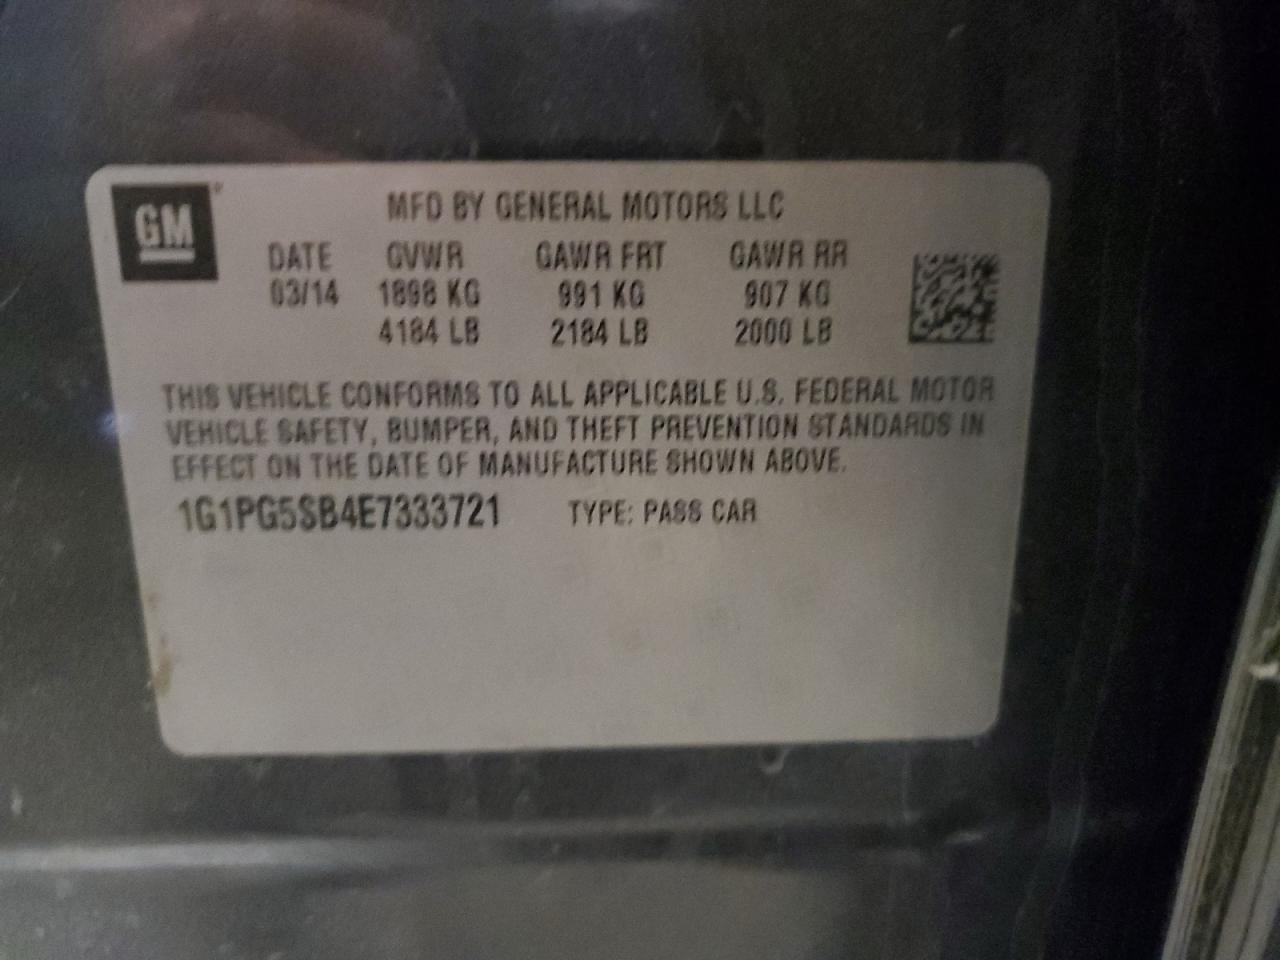 GM
MFD BY GENERAL MOTORS LLC
DATE GVWR GAWR FRT GAWR RR
03/14 1898 KG 991 KG 907 KG
4184 LB 2184 LB 2000 LB
THIS VEHICLE CONFORMS TO ALL APPLICABLE U.S. FEDERAL MOTOR
VEHICLE SAFETY, BUMPER, AND THEFT PREVENTION STANDARDS IN
EFFECT ON THE DATE OF MANUFACTURE SHOWN ABOVE.
1G1PG5SB4E7333721 TYPE: PASS CAR